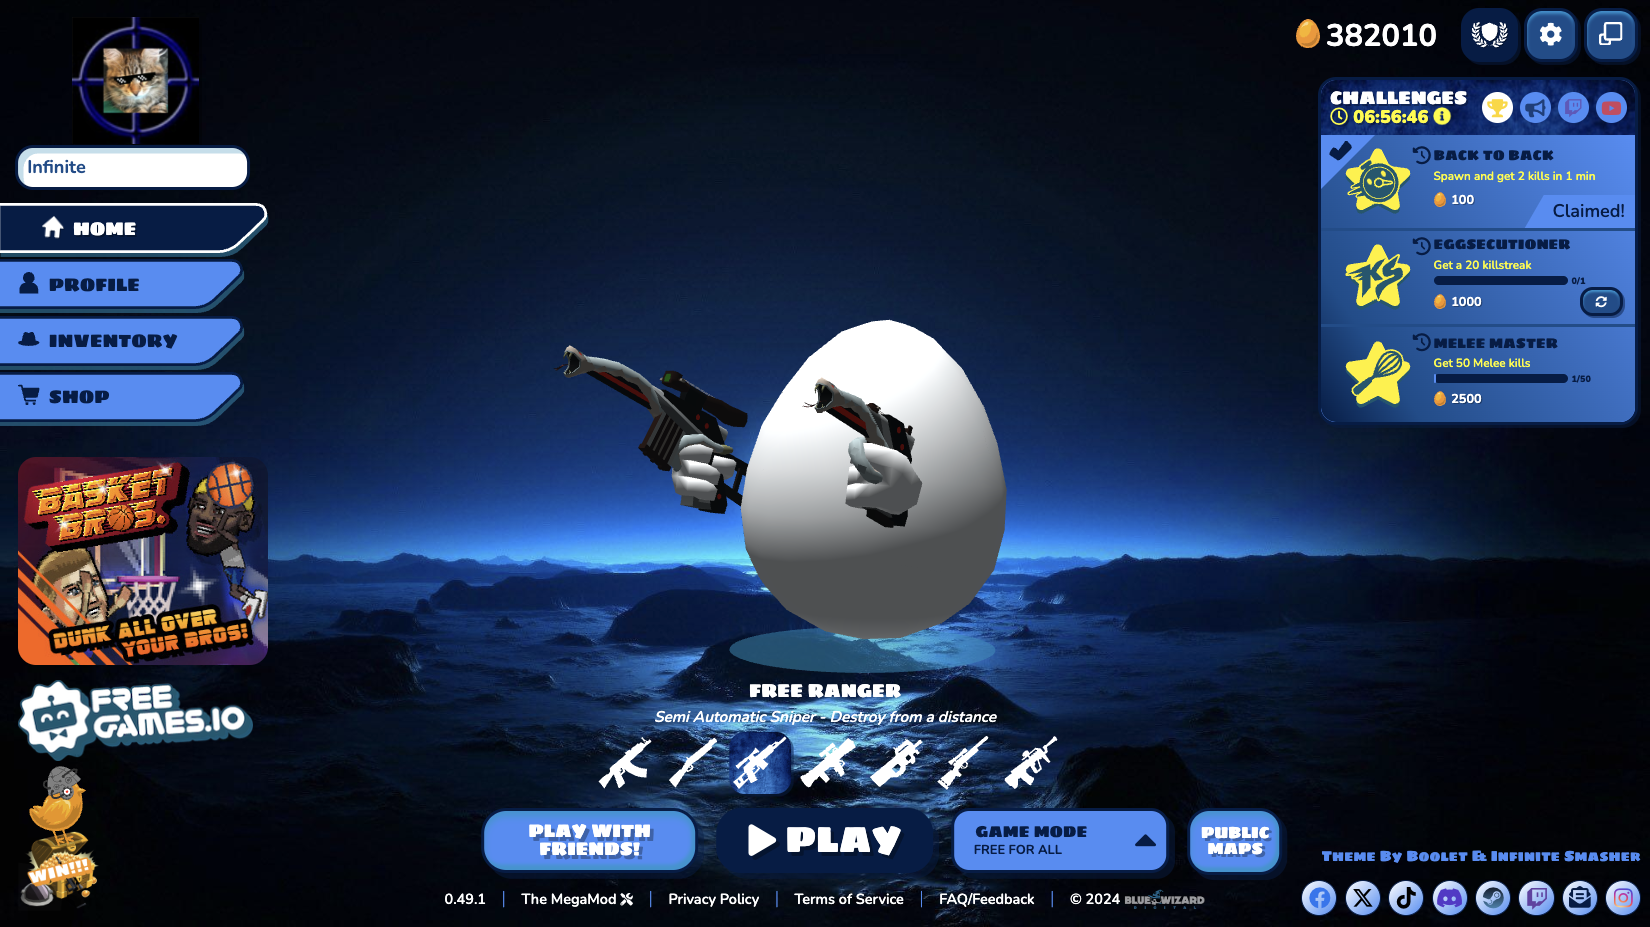 382010
Infinite
HOME
PROFILE
INVENTORY
SHOP
BASKET
BROS.
DUNK ALL OVER
YOUR BROS!
FREE
GAMES.IO
WIN!!!
CHALLENGES
06:56:46
BACK TO BACK
Spawn and get 2 kills in 1 min
100
Claimed!
EGGSECUTIONER
Get a 20 killstreak
0/1
1000
KS
MELEE MASTER
Get 50 Melee kills
1/50
2500
FREE RANGER
Semi Automatic Sniper - Destroy from a distance
PLAY WITH
FRIENDS!
PLAY
GAME MODE
FREE FOR ALL
PUBLIC
MAPS
Theme By Boolet & Infinite Smasher
0.49.1 | The MegaMod | Privacy Policy | Terms of Service | FAQ/Feedback | © 2024 BLUE WIZARD
DIGITAL